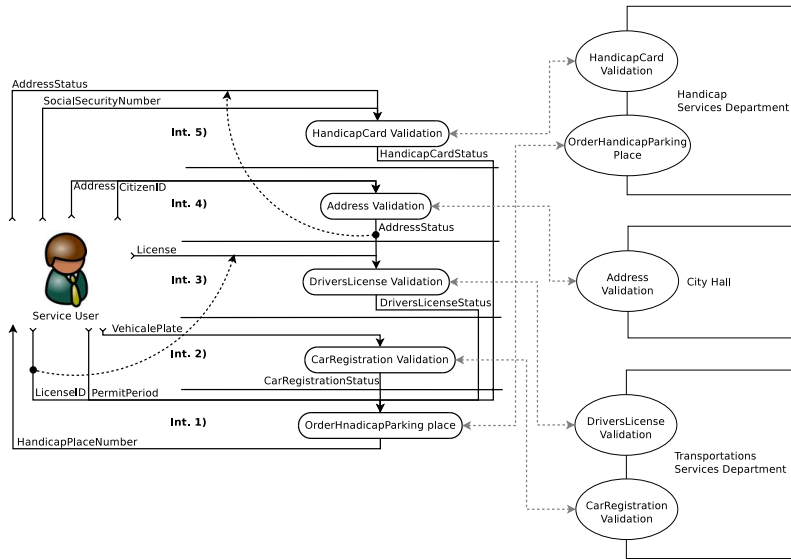 AddressStatus
SocialSecurityNumber
Int. 5)
HandicapCard Validation
HandicapCardStatus
Address
CitizenID
Int. 4)
Address Validation
AddressStatus
License
Int. 3)
DriversLicense Validation
DriversLicenseStatus
Service User
VehicalePlate
Int. 2)
CarRegistration Validation
CarRegistrationStatus
LicenseID
PermitPeriod
Int. 1)
OrderHnadicapParking place
HandicapPlaceNumber
HandicapCard
Validation
Handicap
Services Department
OrderHandicapParking
Place
Address
Validation
City Hall
DriversLicense
Validation
Transportations
Services Department
CarRegistration
Validation